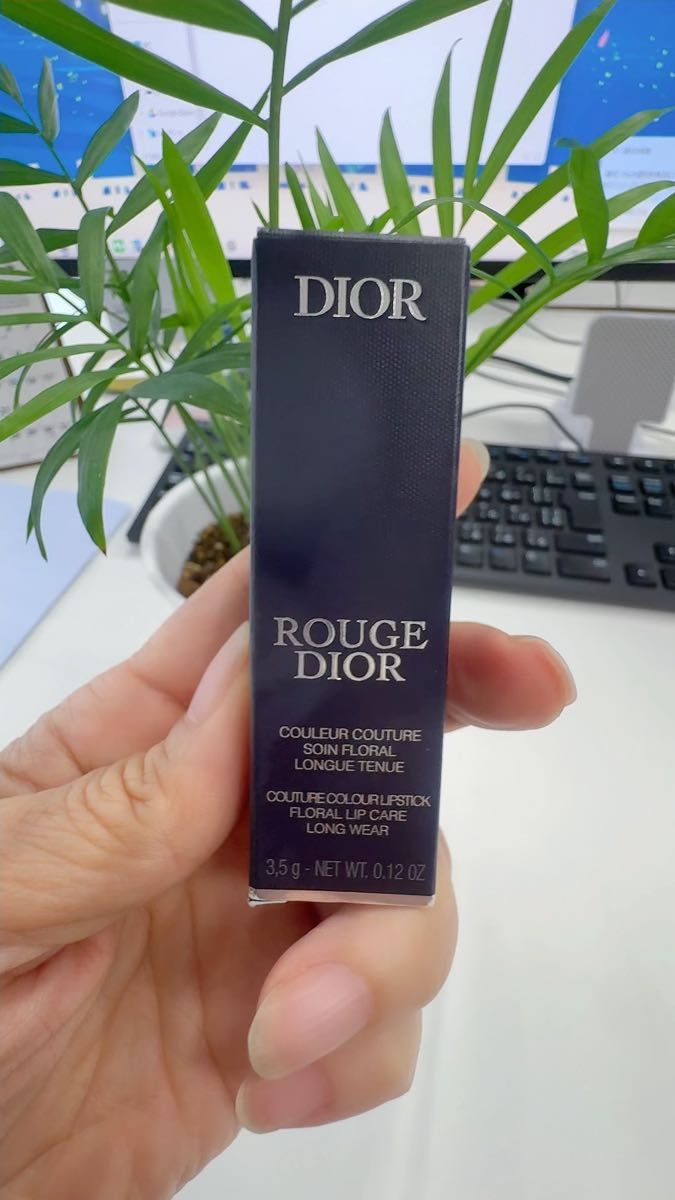 DIOR
ROUGE
DIOR
COULEUR COUTURE
SOIN FLORAL
LONGUE TENUE
COUTURE COLOUR LIPSTICK
FLORAL LIP CARE
LONG WEAR
3,5 g - NET WT. 0.12 OZ